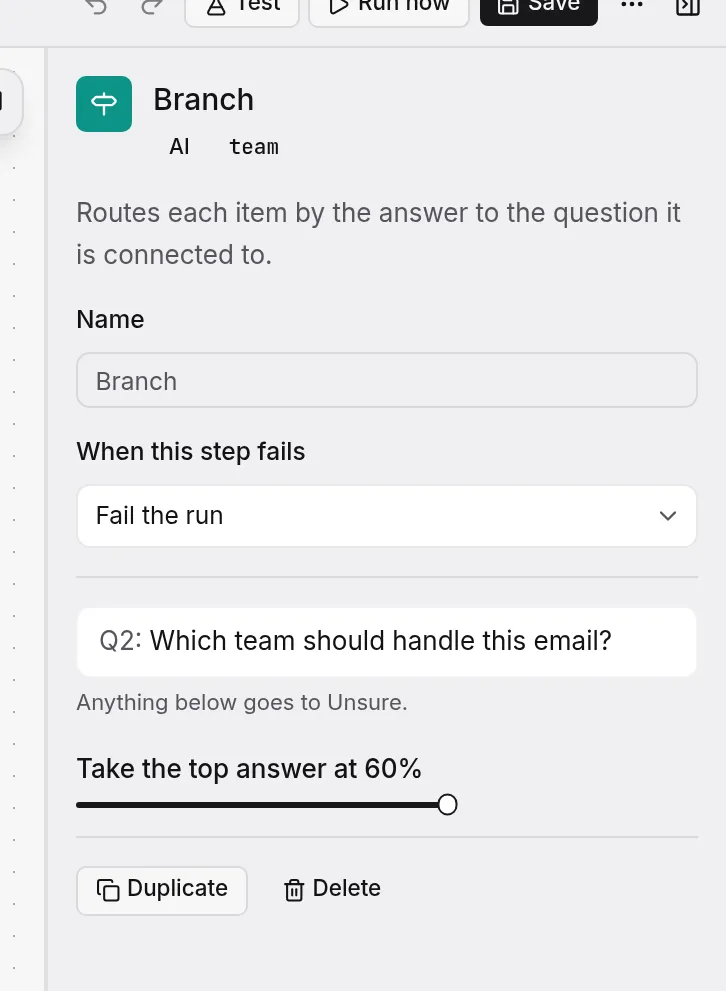 Test
Run now
Save
Branch
AI team
Routes each item by the answer to the question it
is connected to.
Name
Branch
When this step fails
Fail the run
Q2: Which team should handle this email?
Anything below goes to Unsure.
Take the top answer at 60%
Duplicate
Delete